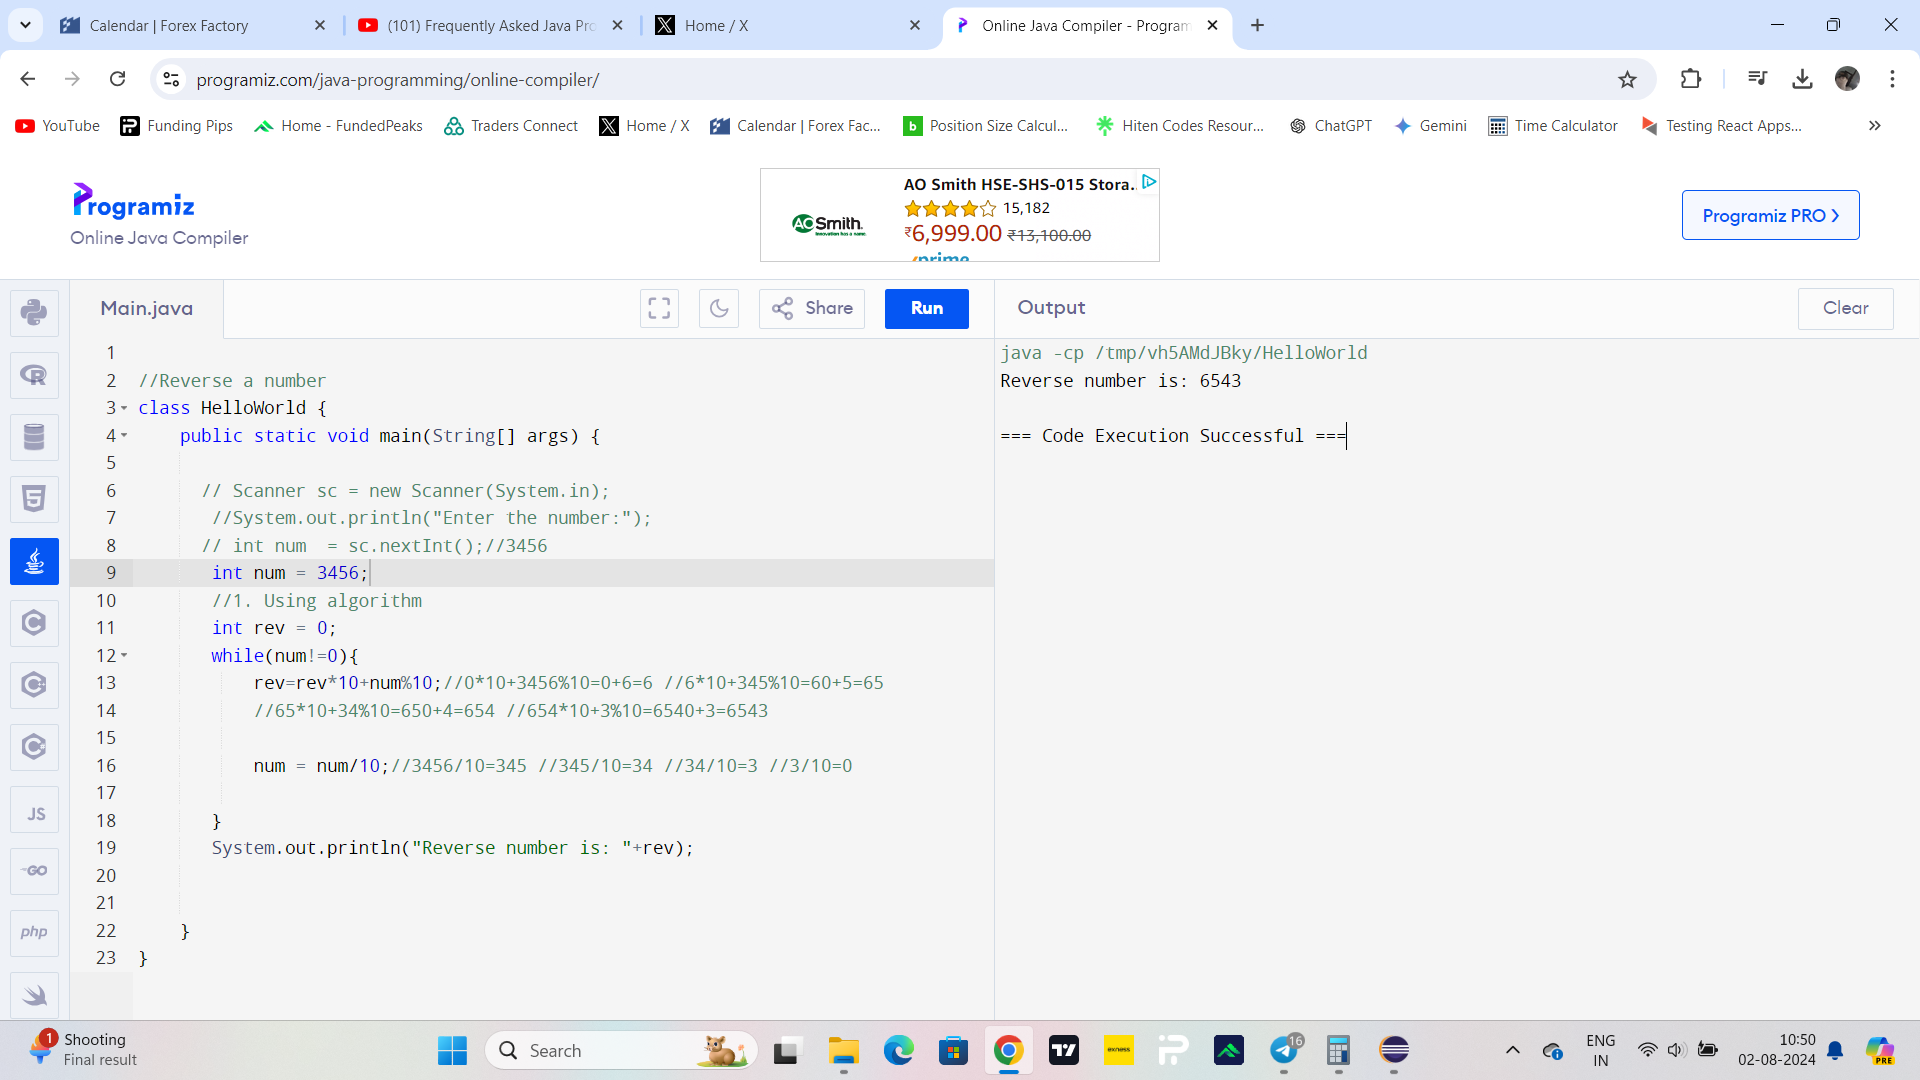 Calendar | Forex Factory
(101) Frequently Asked Java Pro
Home / X
Online Java Compiler - Program
programiz.com/java-programming/online-compiler/
YouTube
Funding Pips
Home - FundedPeaks
Traders Connect
Home / X
Calendar | Forex Fac...
Position Size Calcul...
Hiten Codes Resour...
ChatGPT
Gemini
Time Calculator
Testing React Apps...
Programiz
Online Java Compiler
AO Smith
Innovation has a name.
AO Smith HSE-SHS-015 Stora..
15,182
₹6,999.00 ₹13,100.00
prime
Programiz PRO
Main.java
Share
Run
Output
Clear
1
2 //Reverse a number
3 class HelloWorld {
4 public static void main(String[] args) {
5
6 // Scanner sc = new Scanner(System.in);
7 //System.out.println("Enter the number:");
8 // int num  = sc.nextInt();//3456
9 int num = 3456;
10 //1. Using algorithm
11 int rev = 0;
12 while(num!=0){
13 rev=rev*10+num%10;//0*10+3456%10=0+6=6 //6*10+345%10=60+5=65
14 //65*10+34%10=650+4=654 //654*10+3%10=6540+3=6543
15
16 num = num/10;//3456/10=345 //345/10=34 //34/10=3 //3/10=0
17
18 }
19 System.out.println("Reverse number is: "+rev);
20
21
22 }
23 }
java -cp /tmp/vh5AMdJBky/HelloWorld
Reverse number is: 6543
=== Code Execution Successful ===
R
5
C
C
C
JS
GO
php
1
Shooting
Final result
Search
exness
16
ENG
IN
10:50
02-08-2024
PRE